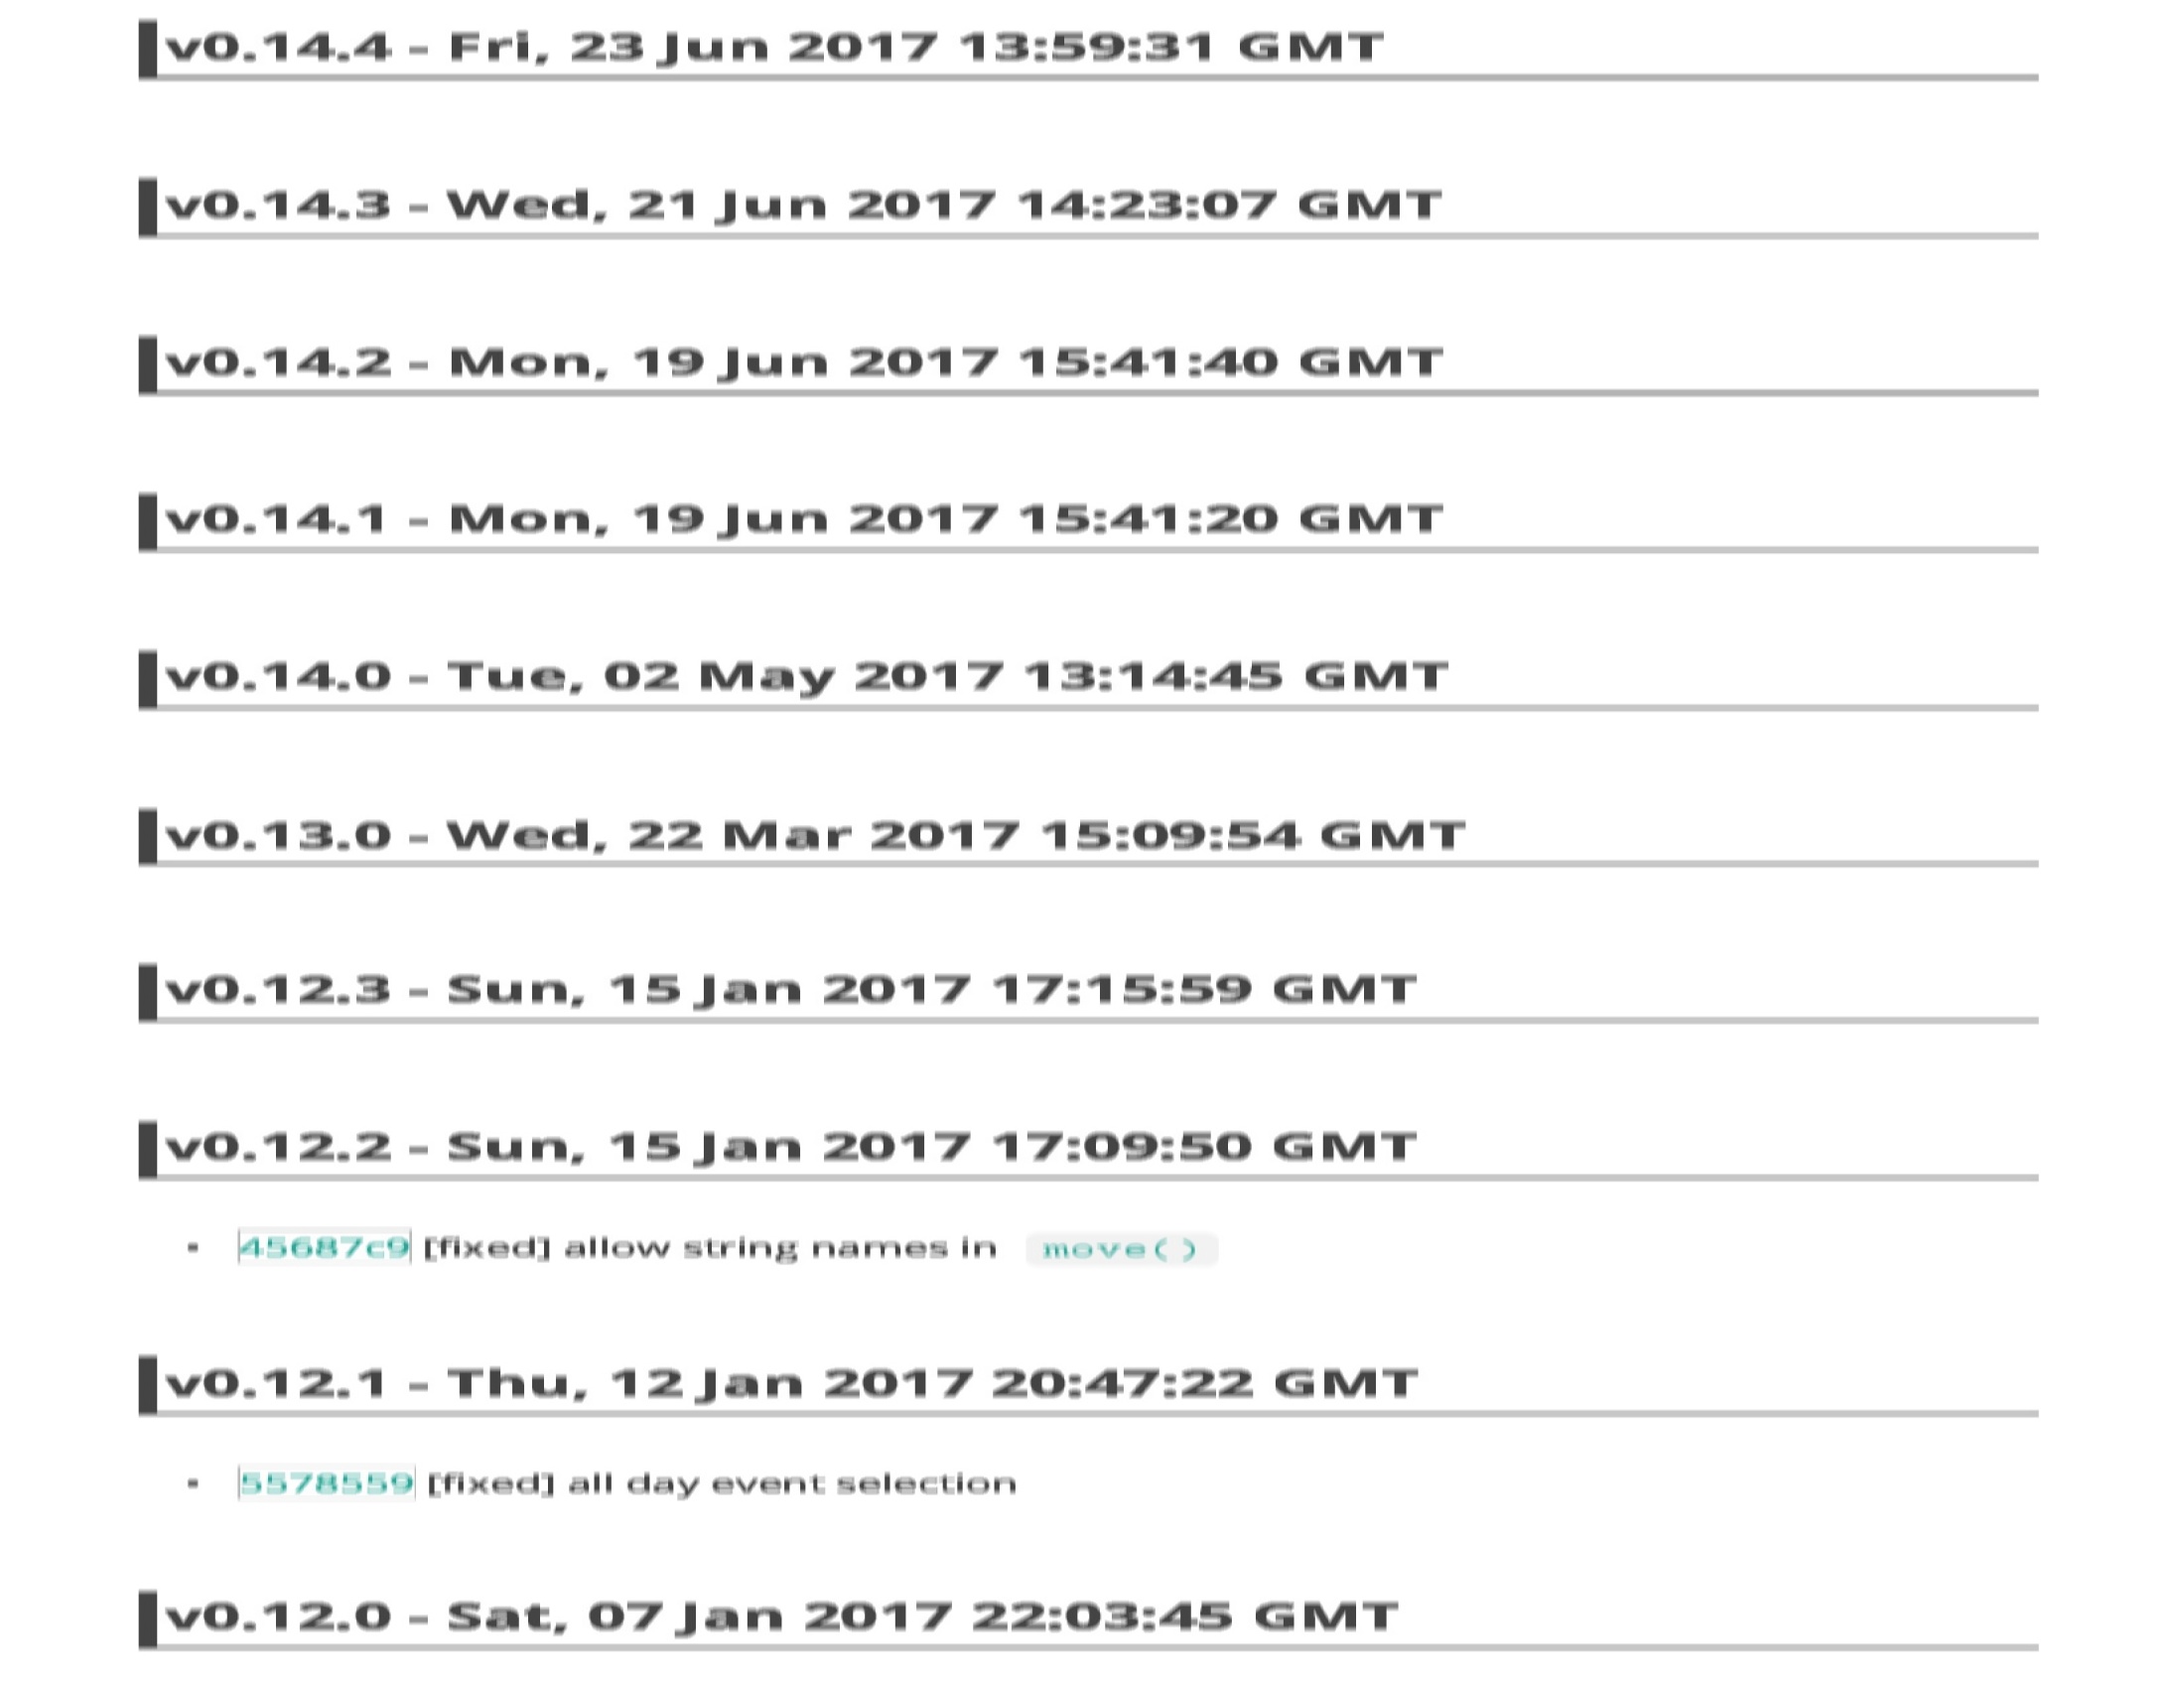 v0.14.4 - Fri, 23 Jun 2017 13:59:31 GMT
v0.14.3 - Wed, 21 Jun 2017 14:23:07 GMT
v0.14.2 - Mon, 19 Jun 2017 15:41:40 GMT
v0.14.1 - Mon, 19 Jun 2017 15:41:20 GMT
v0.14.0 - Tue, 02 May 2017 13:14:45 GMT
v0.13.0 - Wed, 22 Mar 2017 15:09:54 GMT
v0.12.3 - Sun, 15 Jan 2017 17:15:59 GMT
v0.12.2 - Sun, 15 Jan 2017 17:09:50 GMT
· 45687c9 [fixed] allow string names in move()
v0.12.1 - Thu, 12 Jan 2017 20:47:22 GMT
· 5578559 [fixed] all day event selection
v0.12.0 - Sat, 07 Jan 2017 22:03:45 GMT